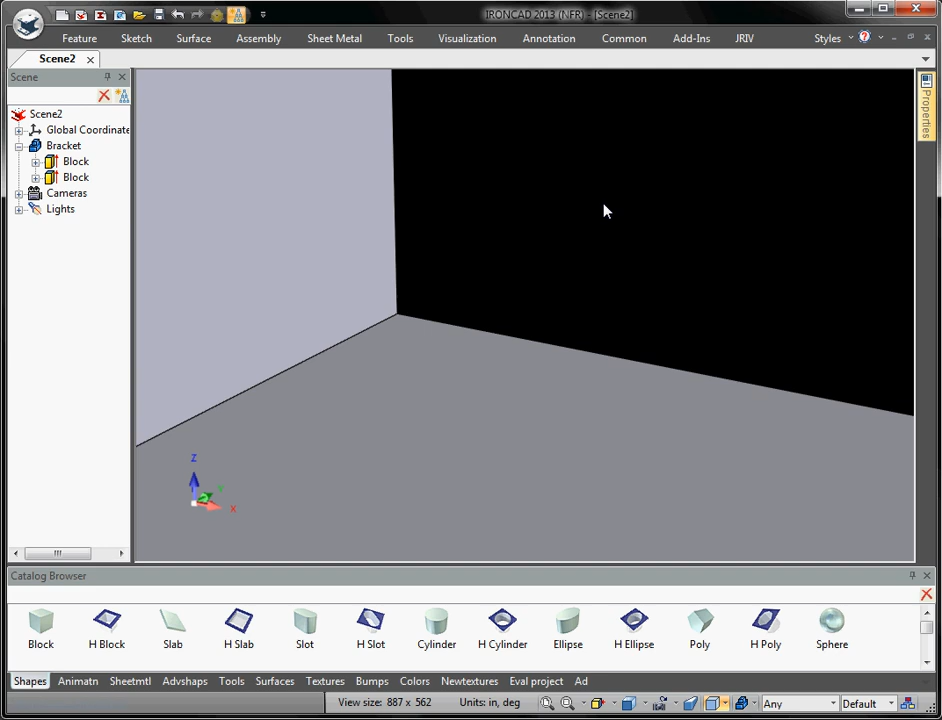 IRONCAD 2013 (NFR) - [Scene2]
Feature Sketch Surface Assembly Sheet Metal Tools Visualization Annotation Common Add-Ins JRIV Styles
Scene2
Scene
Properties
Scene2
Global Coordinate
Bracket
Block
Block
Cameras
Lights
Z
Y
X
Catalog Browser
Block H Block Slab H Slab Slot H Slot Cylinder H Cylinder Ellipse H Ellipse Poly H Poly Sphere
Shapes Animatn Sheetmtl Advshaps Tools Surfaces Textures Bumps Colors Newtextures Eval project Ad
View size: 887 x 562 Units: in, deg Any Default